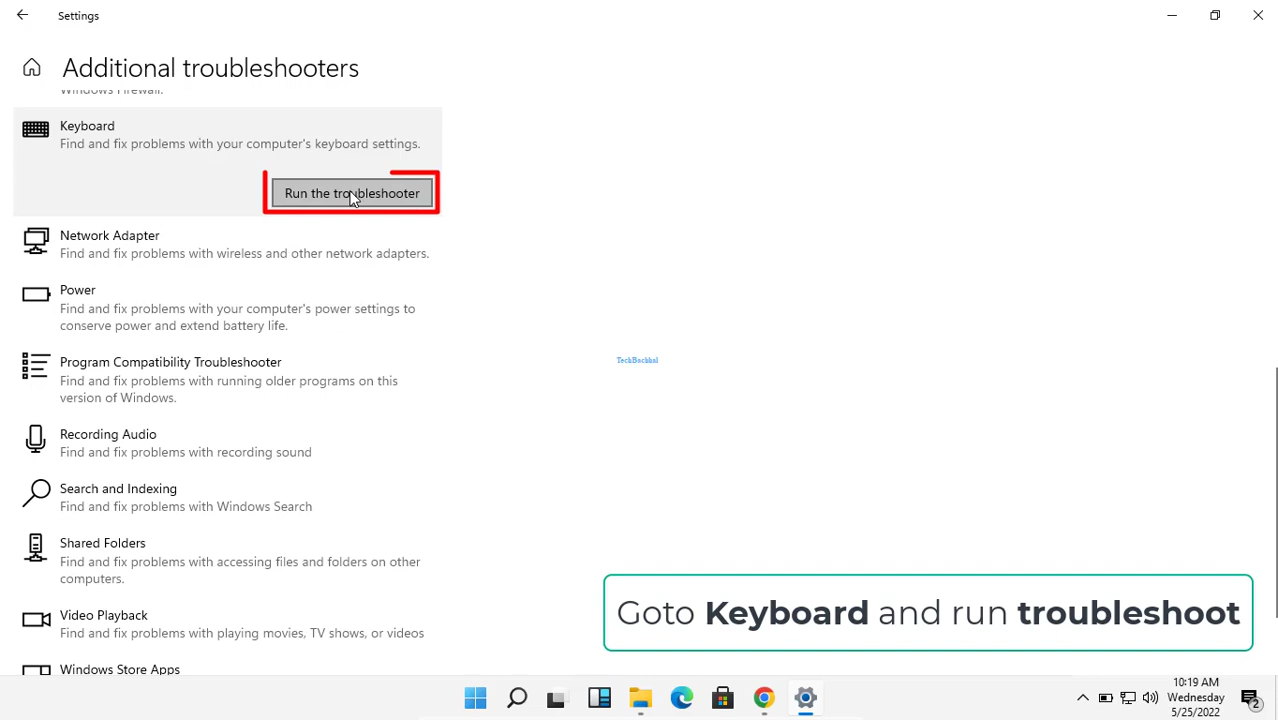 Settings
Additional troubleshooters
Windows Firewall.
Keyboard
Find and fix problems with your computer's keyboard settings.
Run the troubleshooter
Network Adapter
Find and fix problems with wireless and other network adapters.
Power
Find and fix problems with your computer's power settings to
conserve power and extend battery life.
Program Compatibility Troubleshooter
Find and fix problems with running older programs on this
version of Windows.
Recording Audio
Find and fix problems with recording sound
Search and Indexing
Find and fix problems with Windows Search
Shared Folders
Find and fix problems with accessing files and folders on other
computers.
Video Playback
Find and fix problems with playing movies, TV shows, or videos
Windows Store Apps
TechBachhal
Goto Keyboard and run troubleshoot
10:19 AM
Wednesday
5/25/2022
2